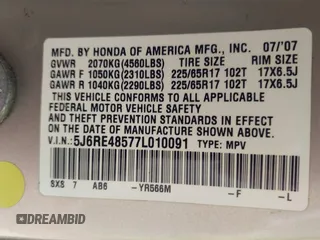 MFD. BY HONDA OF AMERICA MFG., INC. 07/'07
GVWR 2070KG(4560LBS) TIRE SIZE RIM SIZE
GAWR F 1050KG(2310LBS) 225/65R17 102T 17X6.5J
GAWR R 1040KG(2290LBS) 225/65R17 102T 17X6.5J
THIS VEHICLE CONFORMS TO ALL APPLICABLE
FEDERAL MOTOR VEHICLE SAFETY, BUMPER, AND
THEFT PREVENTION STANDARDS IN EFFECT ON
THE DATE OF MANUFACTURE SHOWN ABOVE.
V.I.N: 5J6RE48577L010091 TYPE: MPV
SXS 7 AB6 -YR566M -F -L
DREAMBID